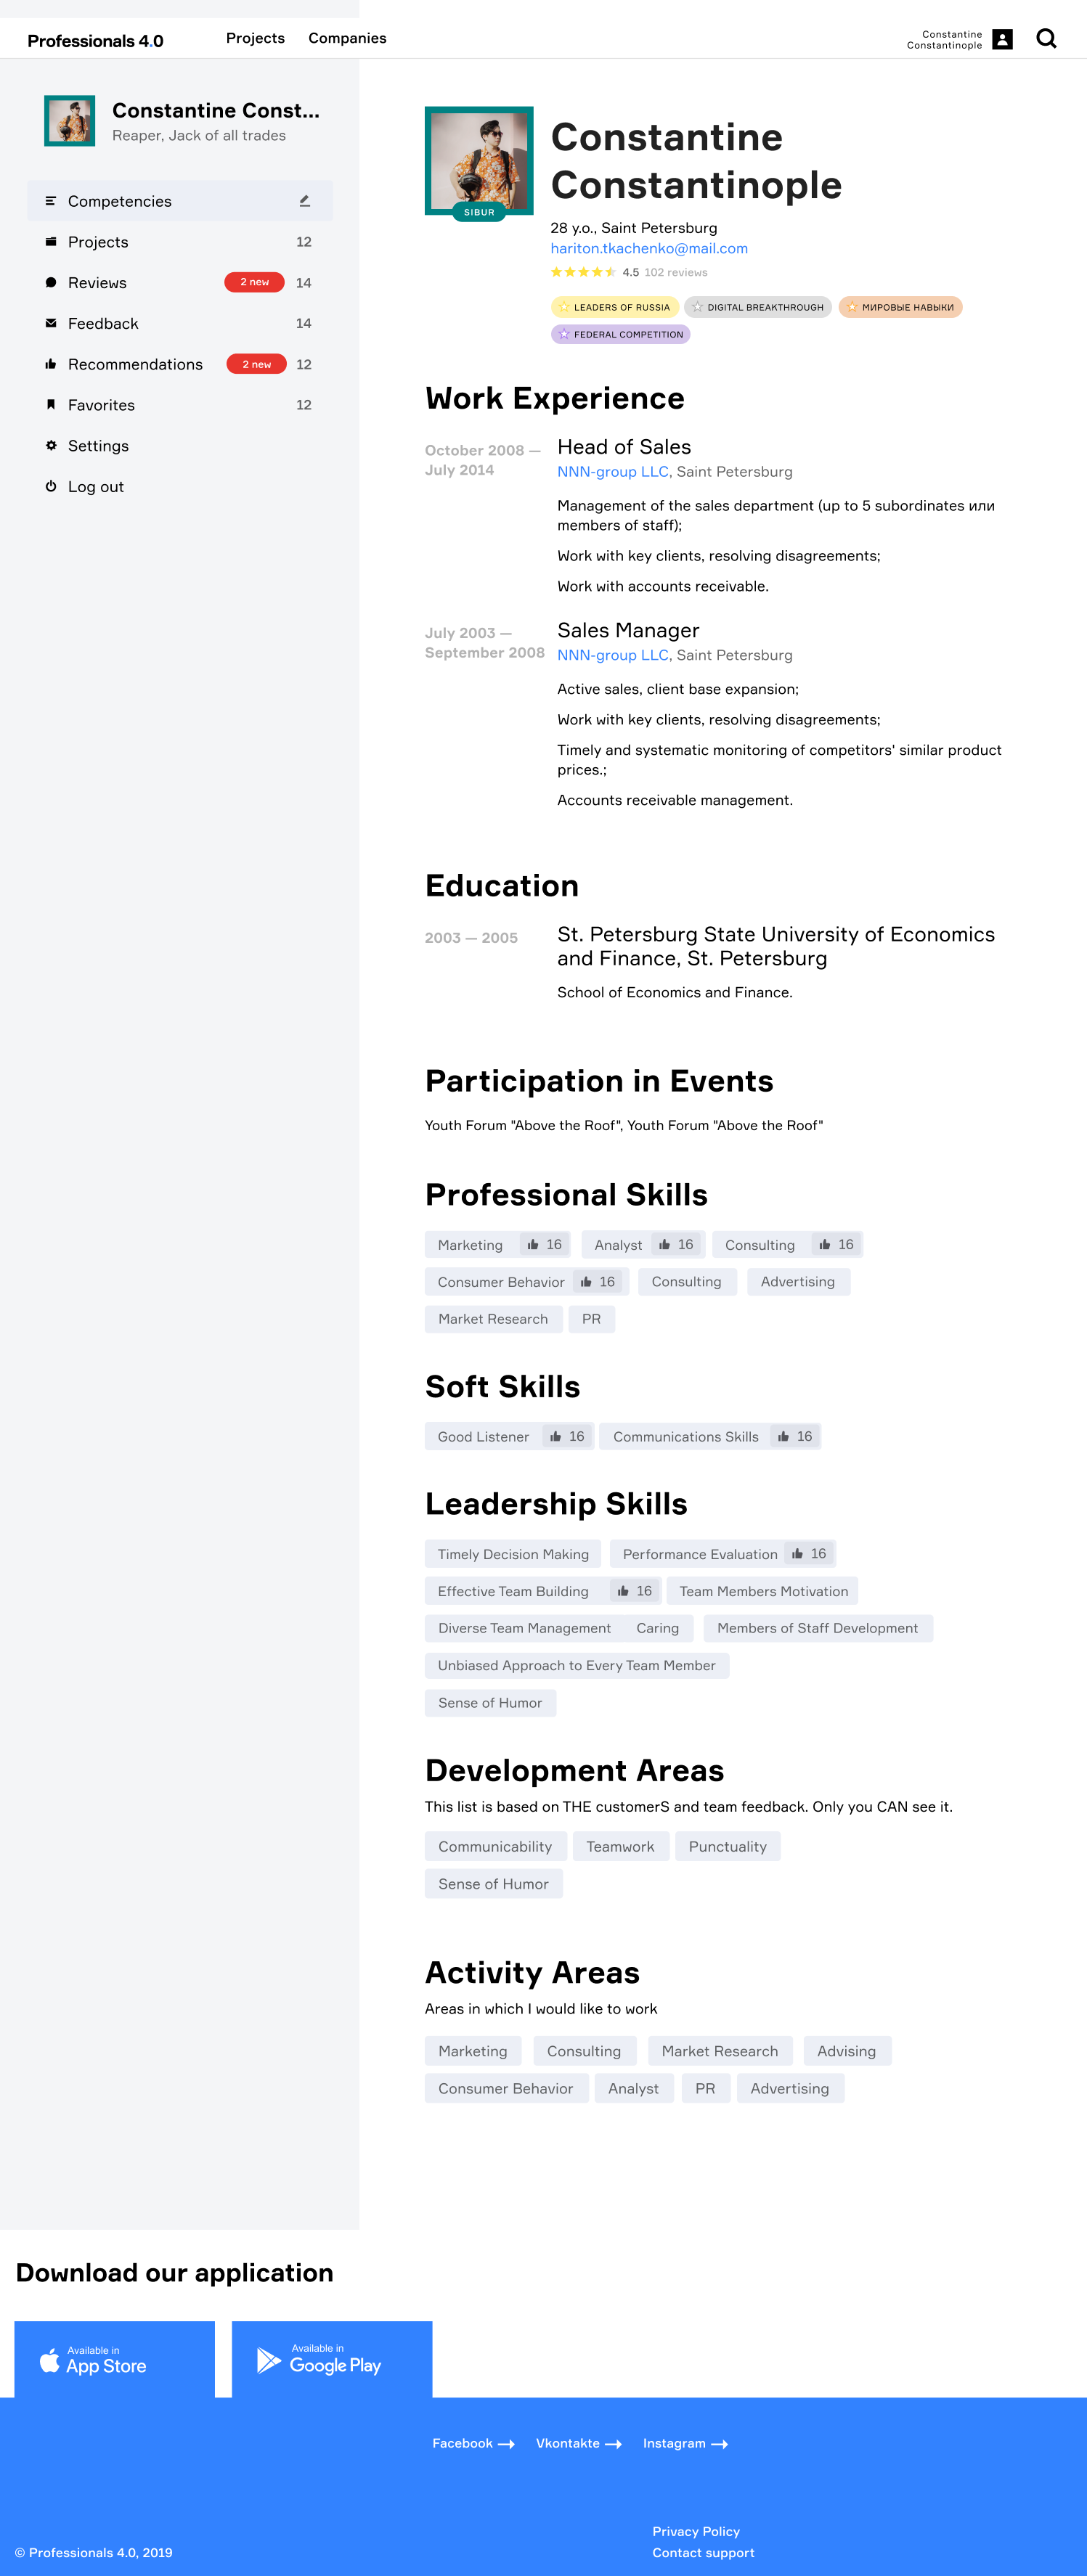 Professionals 4.0
Projects
Companies
Constantine
Constantinople
Constantine Const...
Reaper, Jack of all trades
Competencies
Projects 12
Reviews 2 new 14
Feedback 14
Recommendations 2 new 12
Favorites 12
Settings
Log out
SIBUR
Constantine
Constantinople
28 y.o., Saint Petersburg
hariton.tkachenko@mail.com
4.5 102 reviews
LEADERS OF RUSSIA DIGITAL BREAKTHROUGH МИРОВЫЕ НАВЫКИ
FEDERAL COMPETITION
Work Experience
October 2008 —
July 2014
Head of Sales
NNN-group LLC, Saint Petersburg
Management of the sales department (up to 5 subordinates или
members of staff);
Work with key clients, resolving disagreements;
Work with accounts receivable.
July 2003 —
September 2008
Sales Manager
NNN-group LLC, Saint Petersburg
Active sales, client base expansion;
Work with key clients, resolving disagreements;
Timely and systematic monitoring of competitors' similar product
prices.;
Accounts receivable management.
Education
2003 — 2005
St. Petersburg State University of Economics
and Finance, St. Petersburg
School of Economics and Finance.
Participation in Events
Youth Forum "Above the Roof", Youth Forum "Above the Roof"
Professional Skills
Marketing 16 Analyst 16 Consulting 16
Consumer Behavior 16 Consulting Advertising
Market Research PR
Soft Skills
Good Listener 16 Communications Skills 16
Leadership Skills
Timely Decision Making Performance Evaluation 16
Effective Team Building 16 Team Members Motivation
Diverse Team Management Caring Members of Staff Development
Unbiased Approach to Every Team Member
Sense of Humor
Development Areas
This list is based on THE customerS and team feedback. Only you CAN see it.
Communicability Teamwork Punctuality
Sense of Humor
Activity Areas
Areas in which I would like to work
Marketing Consulting Market Research Advising
Consumer Behavior Analyst PR Advertising
Download our application
Available in
App Store
Available in
Google Play
Facebook Vkontakte Instagram
Privacy Policy
© Professionals 4.0, 2019
Contact support